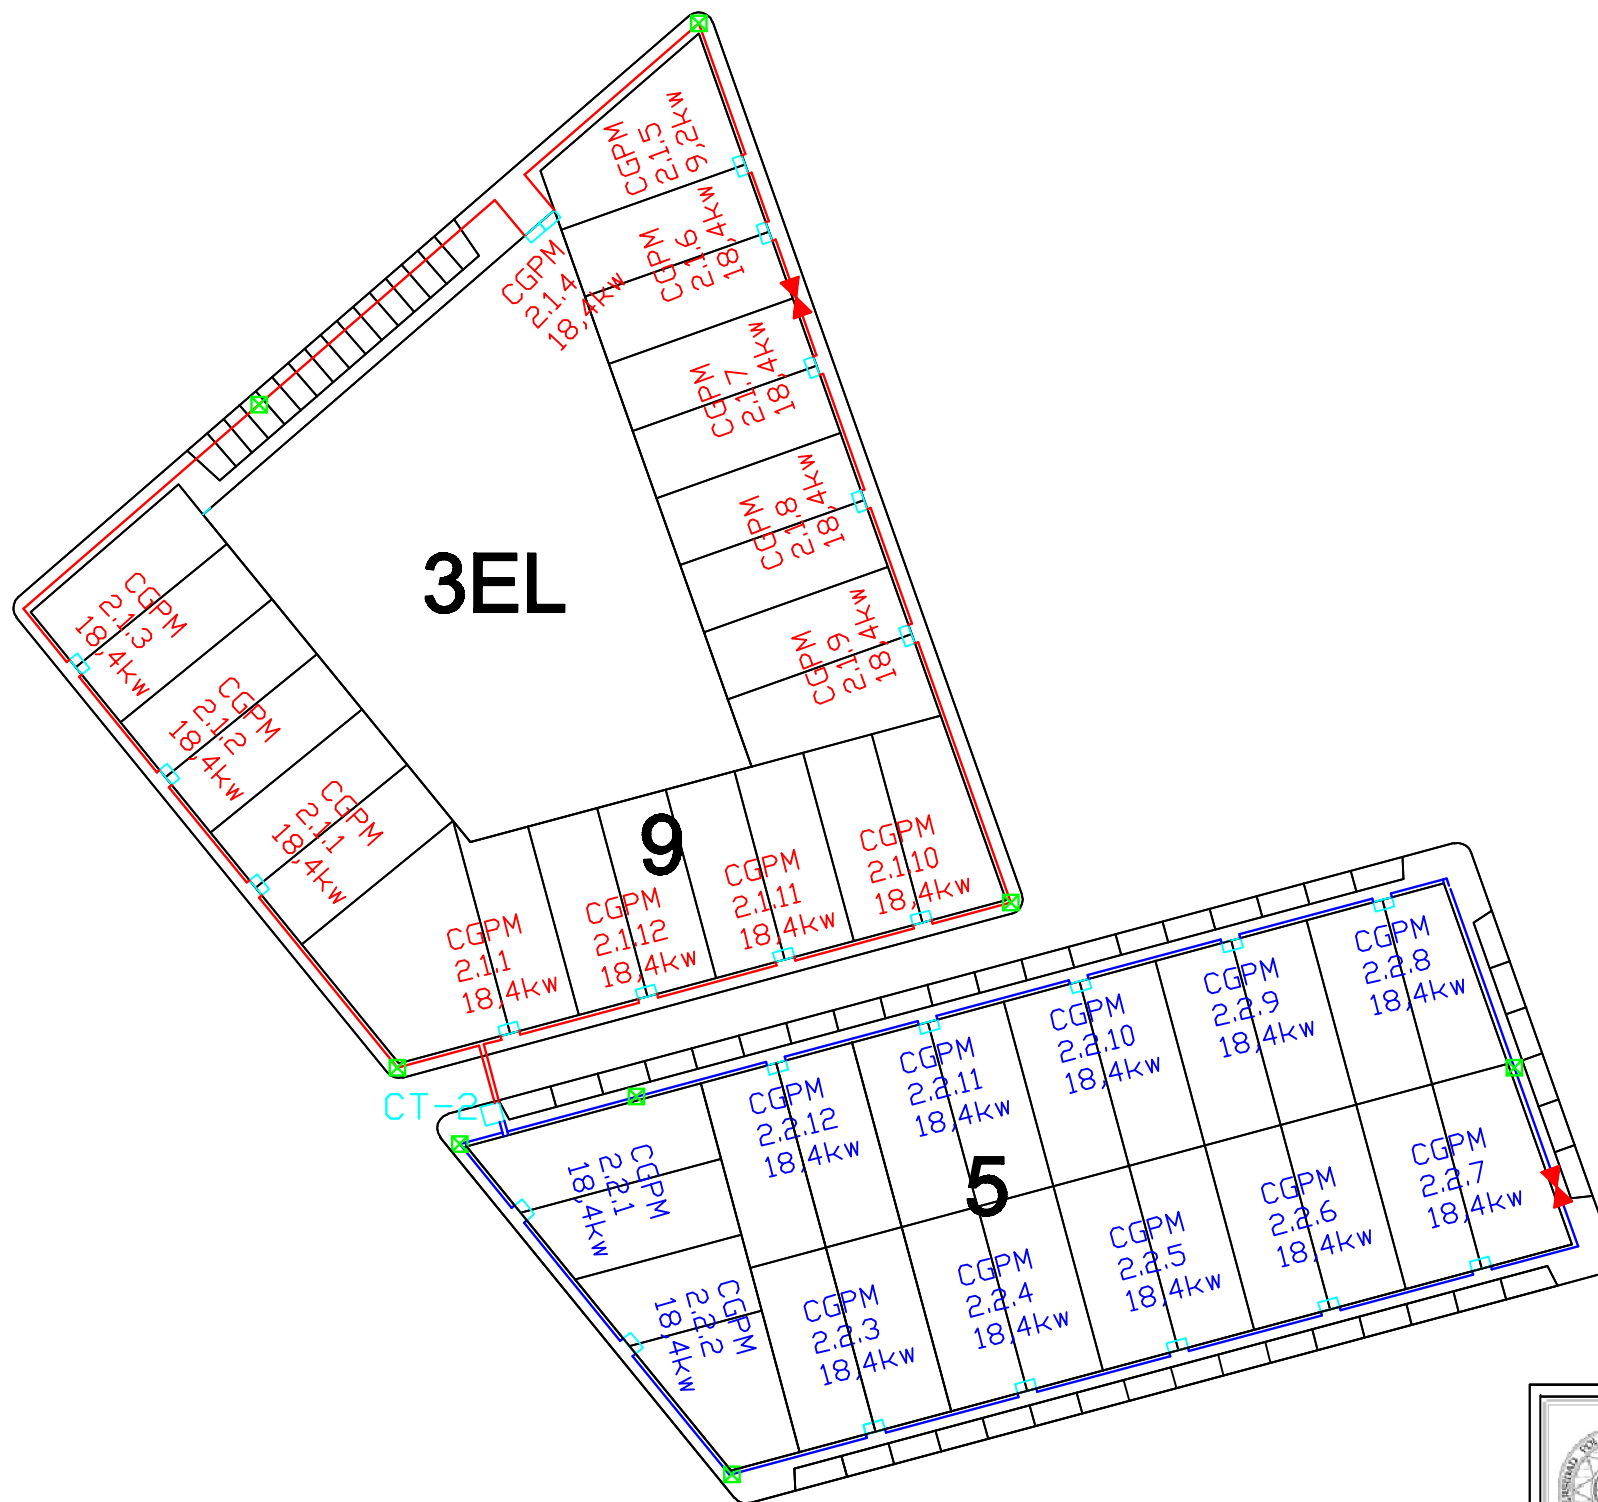 CGPM
2.1.5
9,2kw
CGPM
2.1.6
18,4kw
CGPM
2.1.4
18,4kw
CGPM
2.1.7
18,4kw
CGPM
2.1.8
18,4kw
3EL
CGPM
2.1.3
18,4kw
CGPM
2.1.9
18,4kw
CGPM
2.1.2
18,4kw
CGPM
2.1.1
18,4kw
9
CGPM
2.1.10
18,4kw
CGPM
2.1.11
18,4kw
CGPM
2.1.12
18,4kw
CGPM
2.1.1
18,4kw
CT-2
CGPM
2.2.8
18,4kw
CGPM
2.2.9
18,4kw
CGPM
2.2.10
18,4kw
CGPM
2.2.11
18,4kw
CGPM
2.2.12
18,4kw
CGPM
2.2.1
18,4kw
5
CGPM
2.2.7
18,4kw
CGPM
2.2.6
18,4kw
CGPM
2.2.5
18,4kw
CGPM
2.2.4
18,4kw
CGPM
2.2.3
18,4kw
CGPM
2.2.2
18,4kw